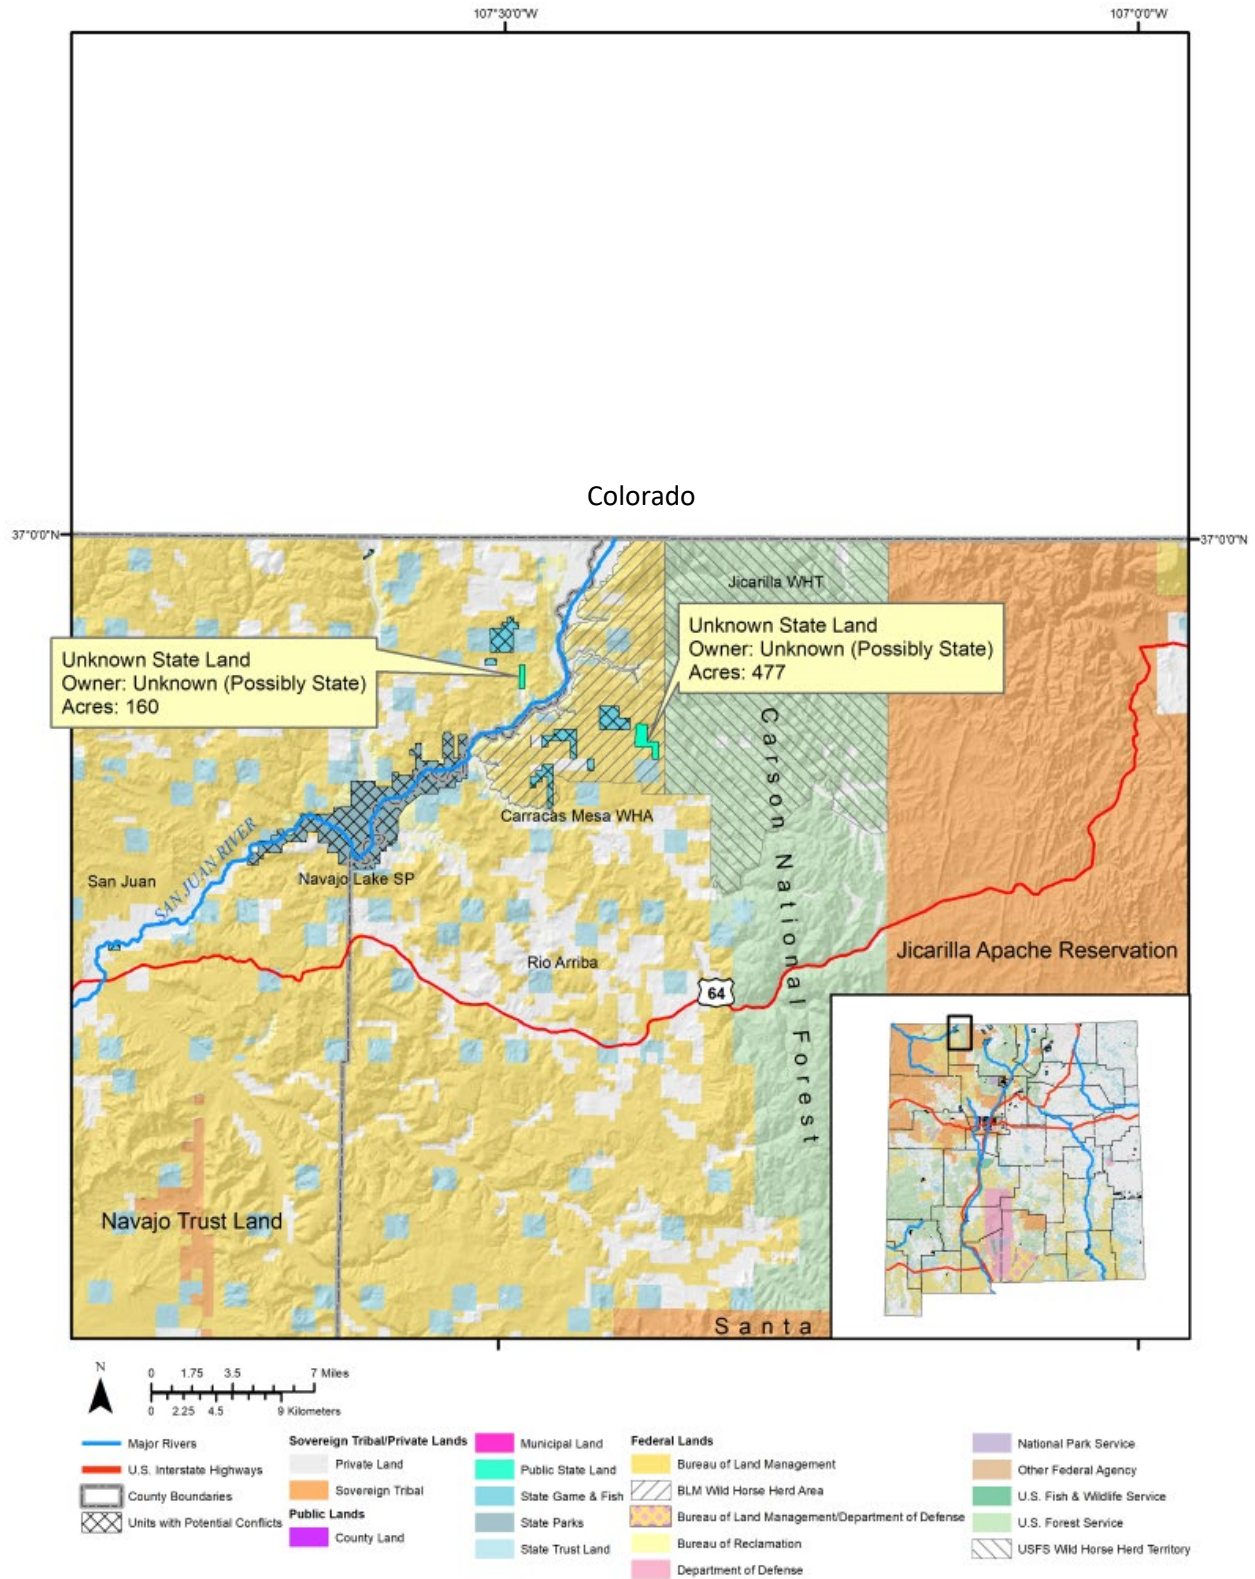 107°30'0"W
107°0'0"W
Colorado
37°0'0"N
37°0'0"N
Jicarilla WHT
Unknown State Land
Owner: Unknown (Possibly State)
Acres: 477
Unknown State Land
Owner: Unknown (Possibly State)
Acres: 160
Carson National Forest
Carracas Mesa WHA
SAN JUAN RIVER
San Juan
Navajo Lake SP
Rio Arriba
Jicarilla Apache Reservation
64
Navajo Trust Land
Santa
N
0 1.75 3.5 7 Miles
0 2.25 4.5 9 Kilometers
Major Rivers
U.S. Interstate Highways
County Boundaries
Units with Potential Conflicts
Sovereign Tribal/Private Lands
Private Land
Sovereign Tribal
Public Lands
County Land
Municipal Land
Public State Land
State Game & Fish
State Parks
State Trust Land
Federal Lands
Bureau of Land Management
BLM Wild Horse Herd Area
Bureau of Land Management/Department of Defense
Bureau of Reclamation
Department of Defense
National Park Service
Other Federal Agency
U.S. Fish & Wildlife Service
U.S. Forest Service
USFS Wild Horse Herd Territory